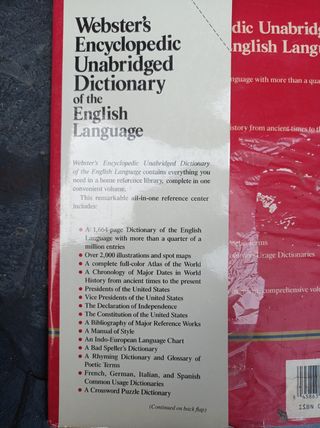 Webster's
Encyclopedic
Unabridged
Dictionary
of the
English
Language
Webster's Encyclopedic Unabridged Dictionary
of the English Language contains everything you
need in a home reference library, complete in one
convenient volume.
This remarkable all-in-one reference center
includes:
• A 1,664-page Dictionary of the English
Language with more than a quarter of a
million entries
• Over 2,000 illustrations and spot maps
• A complete full-color Atlas of the World
• A Chronology of Major Dates in World
History from ancient times to the present
• Presidents of the United States
• Vice Presidents of the United States
• The Declaration of Independence
• The Constitution of the United States
• A Bibliography of Major Reference Works
• A Manual of Style
• An Indo-European Language Chart
• A Bad Speller's Dictionary
• A Rhyming Dictionary and Glossary of
Poetic Terms
• French, German, Italian, and Spanish
Common Usage Dictionaries
• A Crossword Puzzle Dictionary
(Continued on back flap)
dic Unabridg
English Langu
nguage with more than a qua
istory from ancient times to th
Terms
Usage Dictionaries
comprehensive volu
ISBN 0